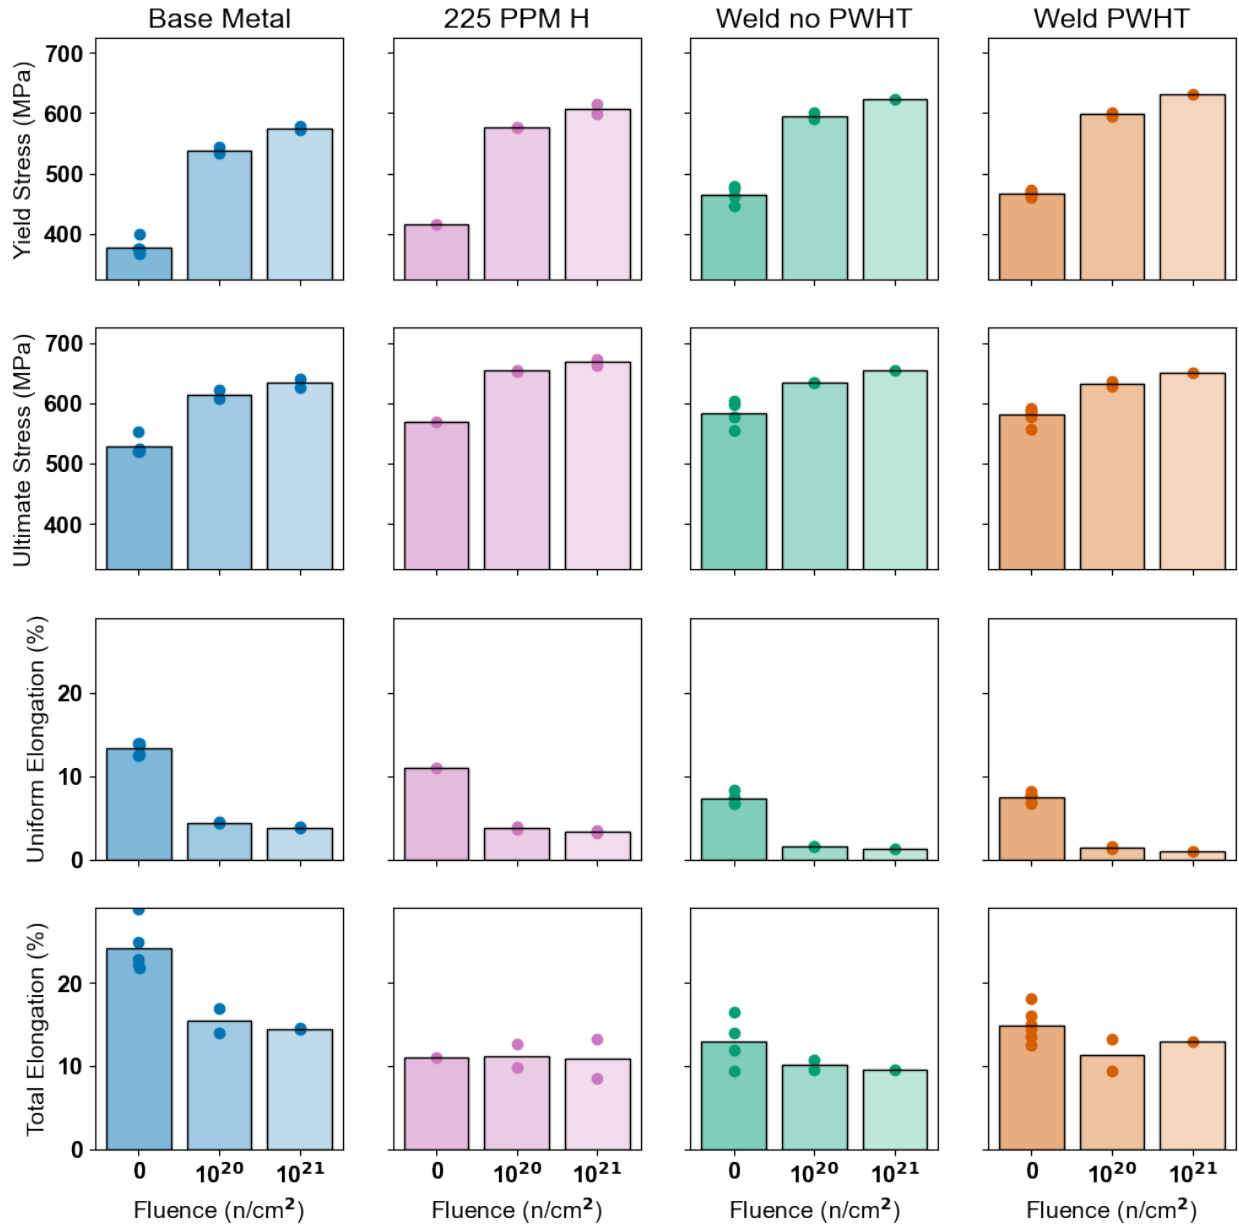 Base Metal 225 PPM H Weld no PWHT Weld PWHT
Yield Stress (MPa)
700
600
500
400
Ultimate Stress (MPa)
700
600
500
400
Uniform Elongation (%)
20
10
0
Total Elongation (%)
20
10
0
0 10²⁰ 10²¹ 0 10²⁰ 10²¹ 0 10²⁰ 10²¹ 0 10²⁰ 10²¹
Fluence (n/cm²) Fluence (n/cm²) Fluence (n/cm²) Fluence (n/cm²)